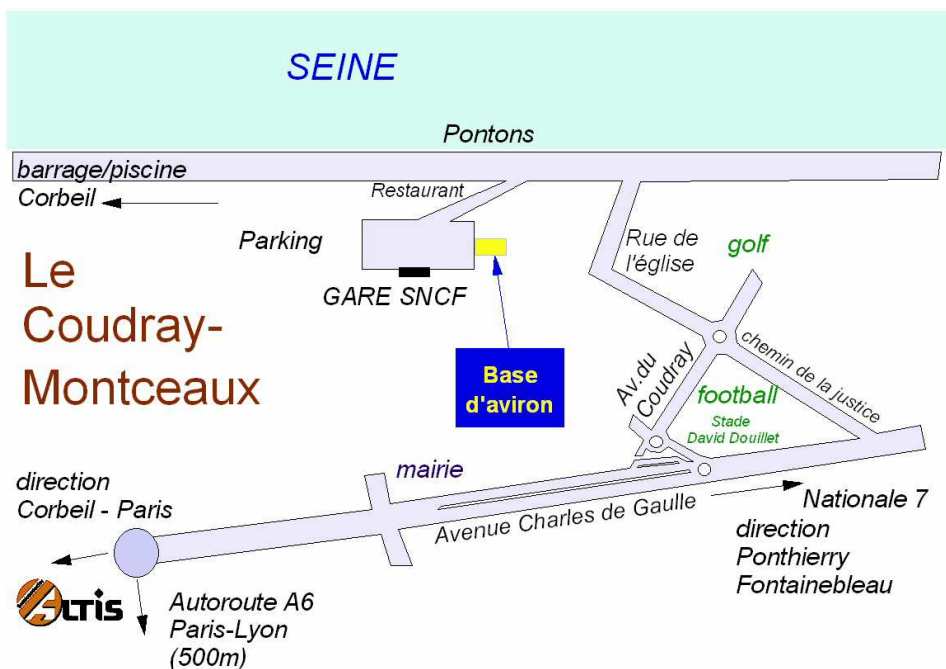 SEINE
Pontons
barrage/piscine
Corbeil
Restaurant
Parking
GARE SNCF
Rue de
l'église
golf
Le
Coudray-
Montceaux
Base
d'aviron
Av.du
Coudray
chemin de la justice
football
Stade
David Douillet
mairie
direction
Corbeil - Paris
Avenue Charles de Gaulle
Nationale 7
direction
Ponthierry
Fontainebleau
ALTIS
Autoroute A6
Paris-Lyon
(500m)